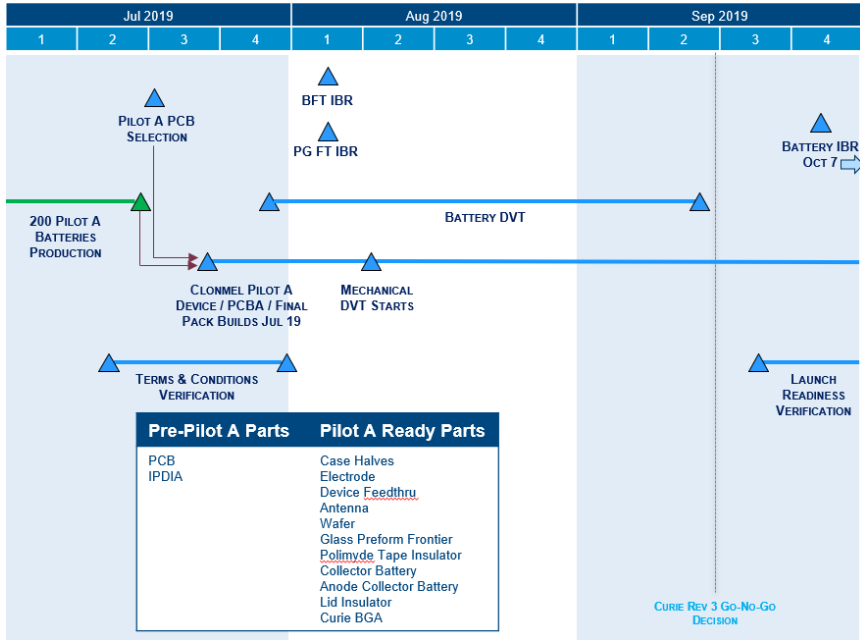 Jul 2019 Aug 2019 Sep 2019
1 2 3 4 1 2 3 4 1 2 3 4
BFT IBR
PILOT A PCB
SELECTION
PG FT IBR
BATTERY IBR
OCT 7
200 PILOT A
BATTERIES
PRODUCTION
BATTERY DVT
CLONMEL PILOT A
DEVICE / PCBA / FINAL
PACK BUILDS JUL 19
MECHANICAL
DVT STARTS
TERMS & CONDITIONS
VERIFICATION
LAUNCH
READINESS
VERIFICATION
Pre-Pilot A Parts Pilot A Ready Parts
PCB Case Halves
IPDIA Electrode
Device Feedthru
Antenna
Wafer
Glass Preform Frontier
Polimyde Tape Insulator
Collector Battery
Anode Collector Battery
Lid Insulator
Curie BGA
CURIE REV 3 GO-NO-GO
DECISION